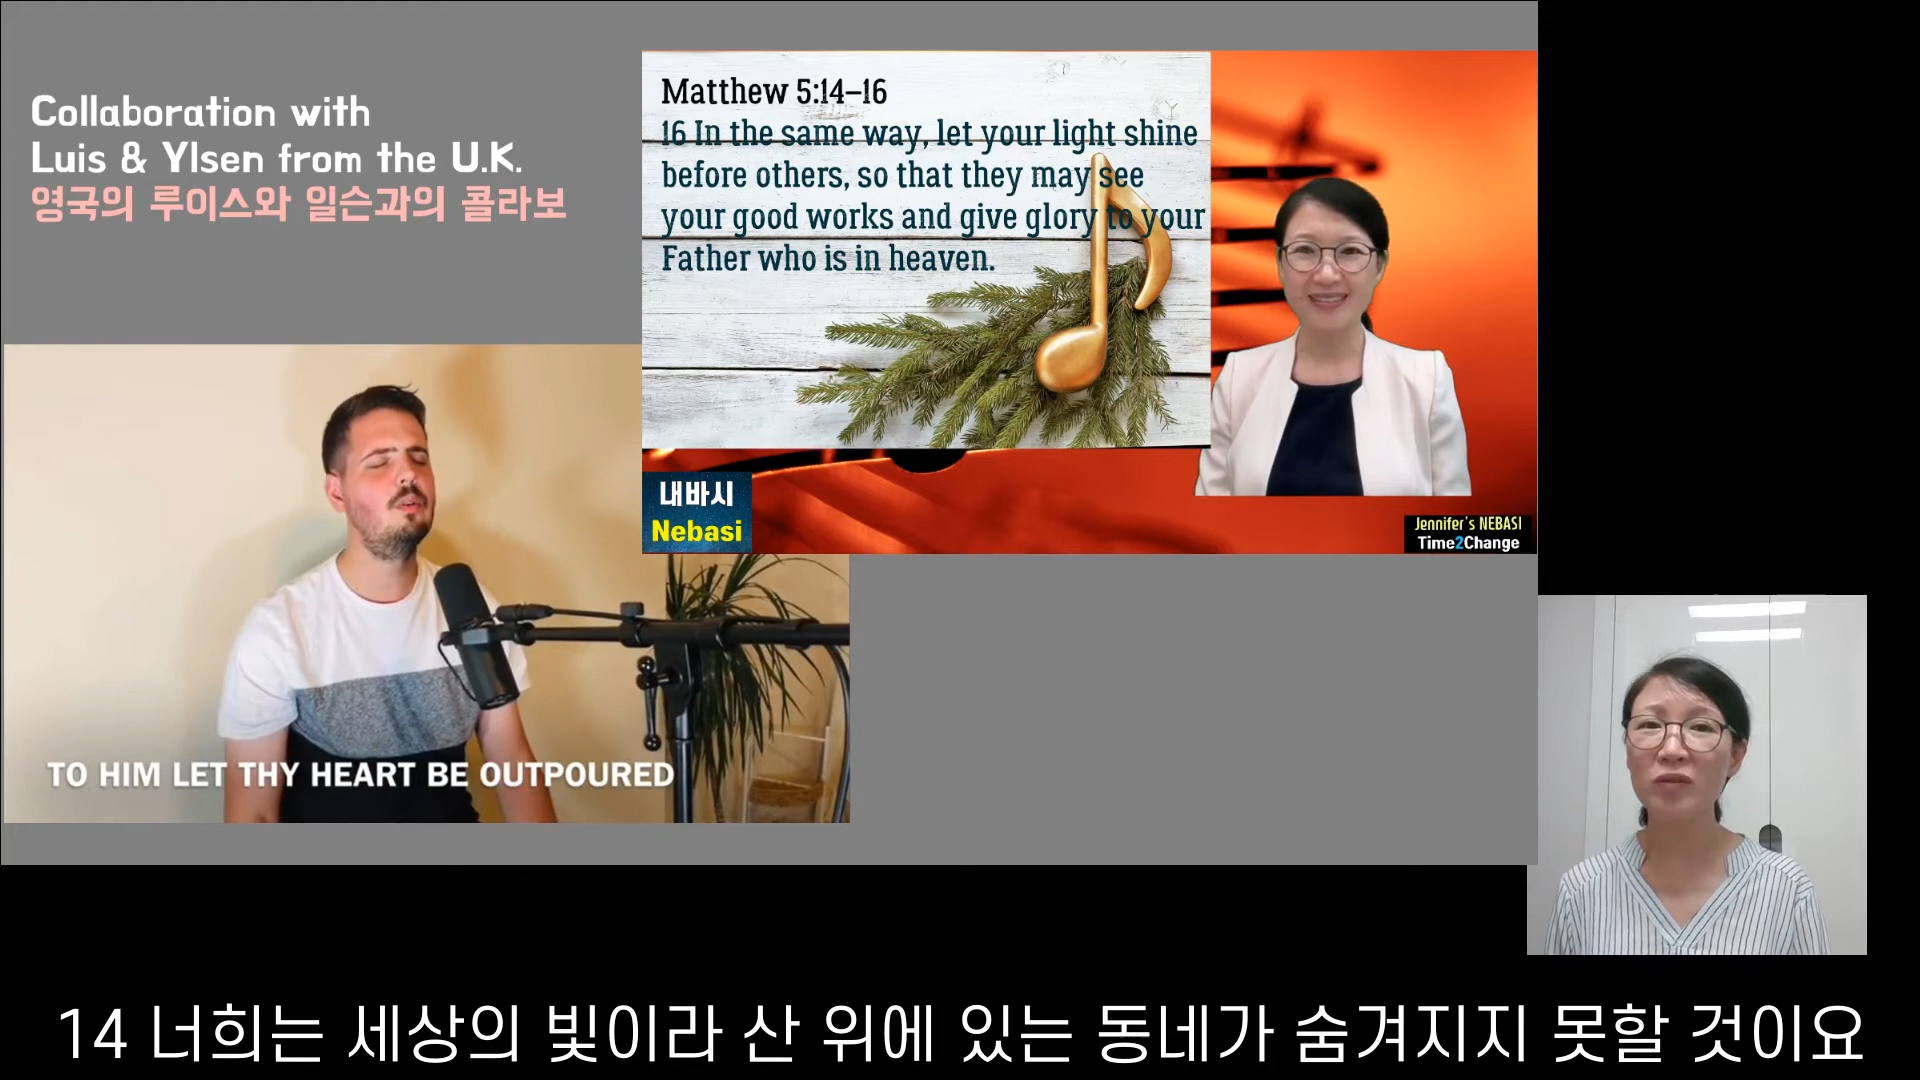 Collaboration with
Luis & Ylsen from the U.K.
영국의 루이스와 일슨과의 콜라보
Matthew 5:14–16
16 In the same way, let your light shine
before others, so that they may see
your good works and give glory to your
Father who is in heaven.
내바시
Nebasi
Jennifer's NEBASI
Time2Change
TO HIM LET THY HEART BE OUTPOURED
14 너희는 세상의 빛이라 산 위에 있는 동네가 숨겨지지 못할 것이요